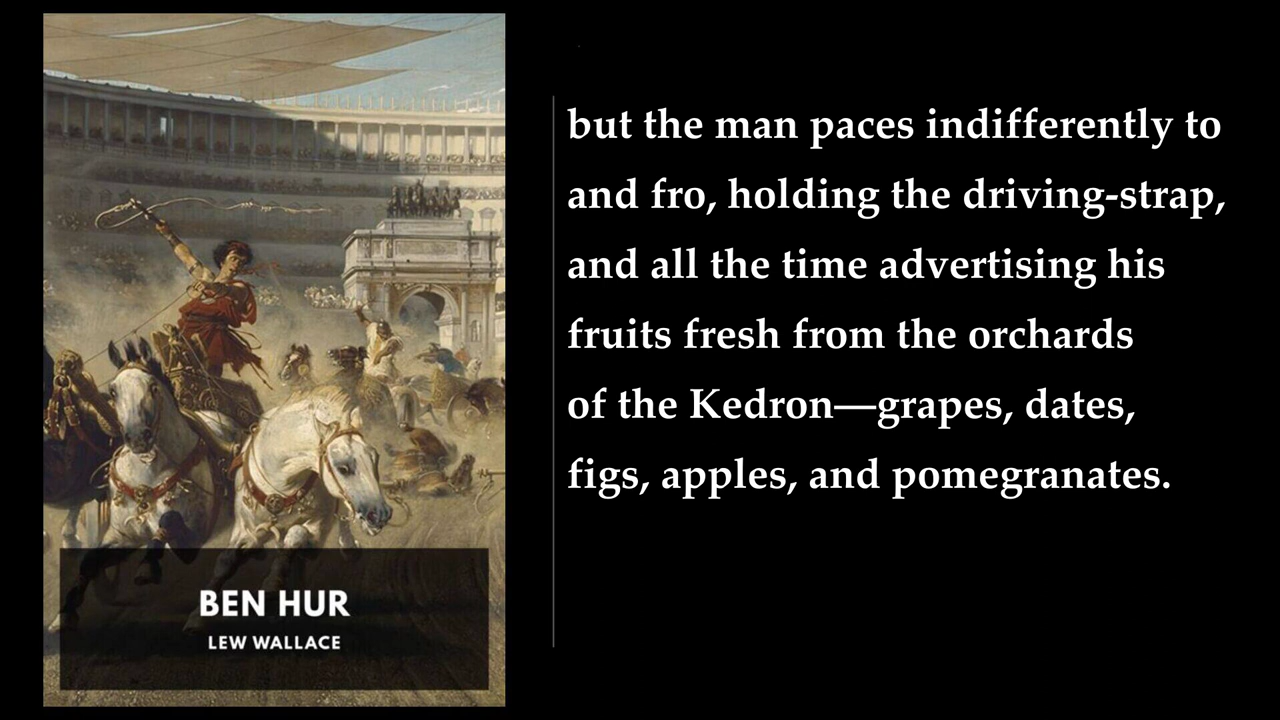 BEN HUR
LEW WALLACE
but the man paces indifferently to
and fro, holding the driving-strap,
and all the time advertising his
fruits fresh from the orchards
of the Kedron—grapes, dates,
figs, apples, and pomegranates.